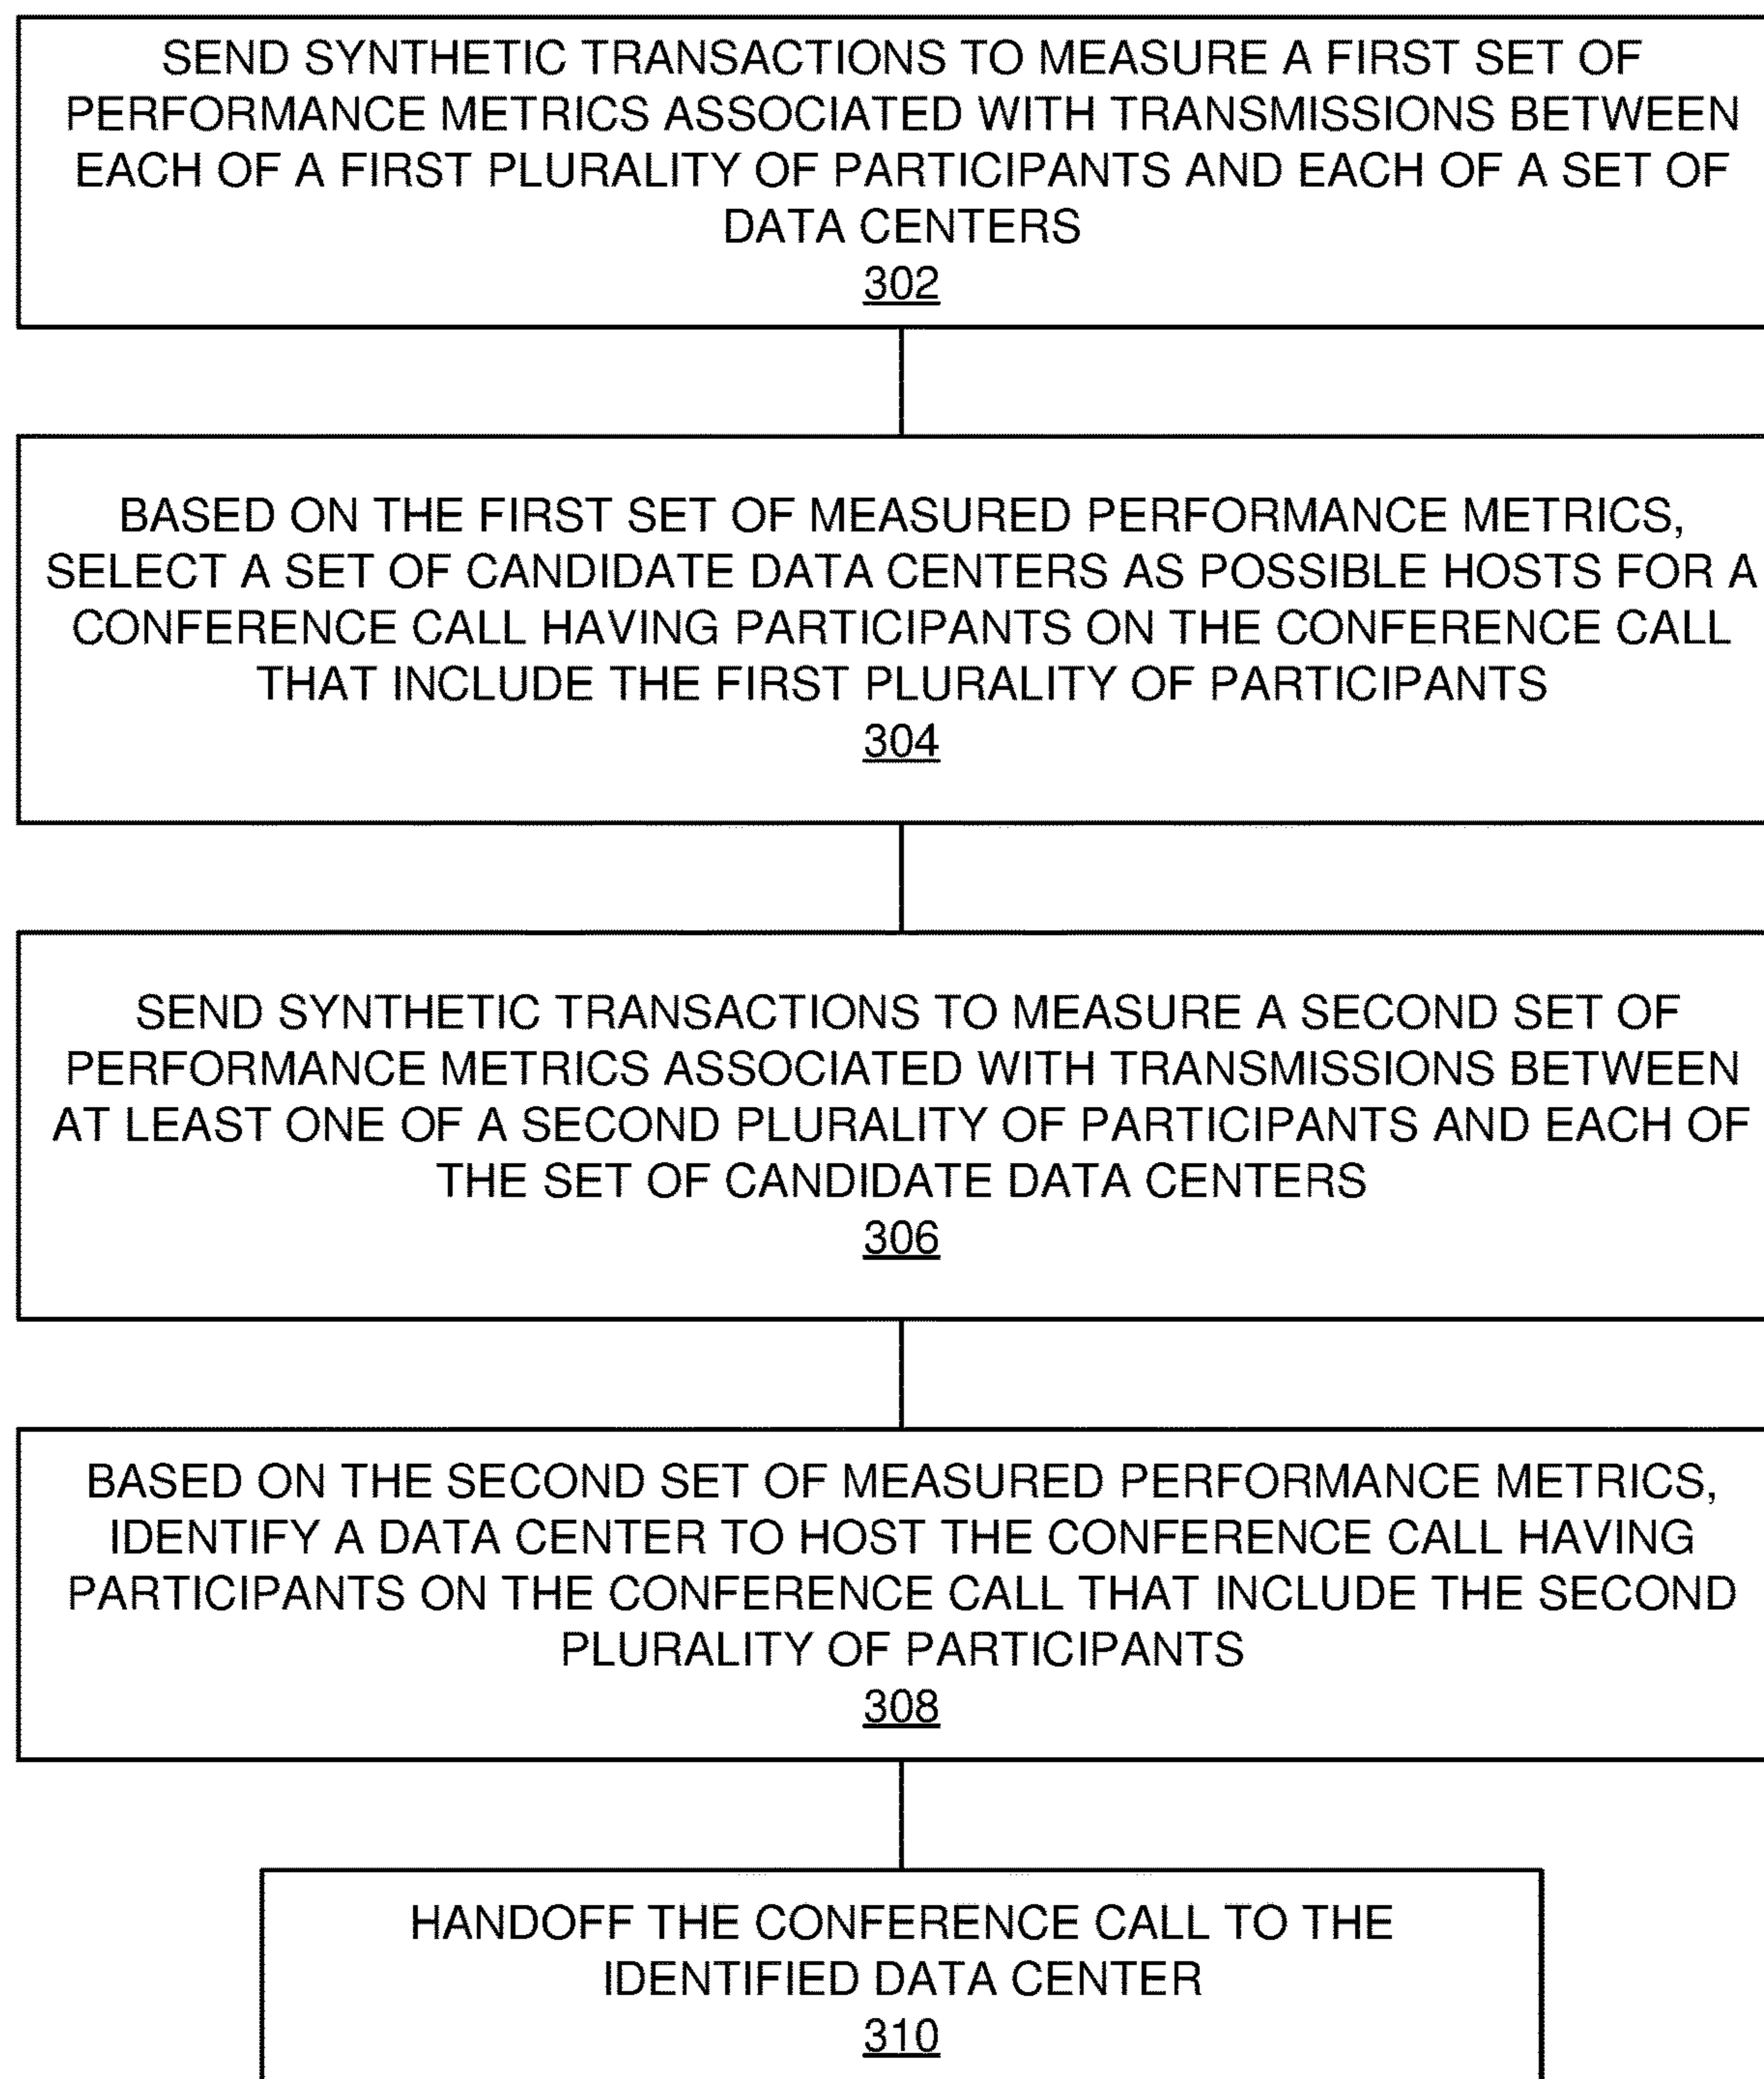 SEND SYNTHETIC TRANSACTIONS TO MEASURE A FIRST SET OF
PERFORMANCE METRICS ASSOCIATED WITH TRANSMISSIONS BETWEEN
EACH OF A FIRST PLURALITY OF PARTICIPANTS AND EACH OF A SET OF
DATA CENTERS
302
BASED ON THE FIRST SET OF MEASURED PERFORMANCE METRICS,
SELECT A SET OF CANDIDATE DATA CENTERS AS POSSIBLE HOSTS FOR A
CONFERENCE CALL HAVING PARTICIPANTS ON THE CONFERENCE CALL
THAT INCLUDE THE FIRST PLURALITY OF PARTICIPANTS
304
SEND SYNTHETIC TRANSACTIONS TO MEASURE A SECOND SET OF
PERFORMANCE METRICS ASSOCIATED WITH TRANSMISSIONS BETWEEN
AT LEAST ONE OF A SECOND PLURALITY OF PARTICIPANTS AND EACH OF
THE SET OF CANDIDATE DATA CENTERS
306
BASED ON THE SECOND SET OF MEASURED PERFORMANCE METRICS,
IDENTIFY A DATA CENTER TO HOST THE CONFERENCE CALL HAVING
PARTICIPANTS ON THE CONFERENCE CALL THAT INCLUDE THE SECOND
PLURALITY OF PARTICIPANTS
308
HANDOFF THE CONFERENCE CALL TO THE
IDENTIFIED DATA CENTER
310